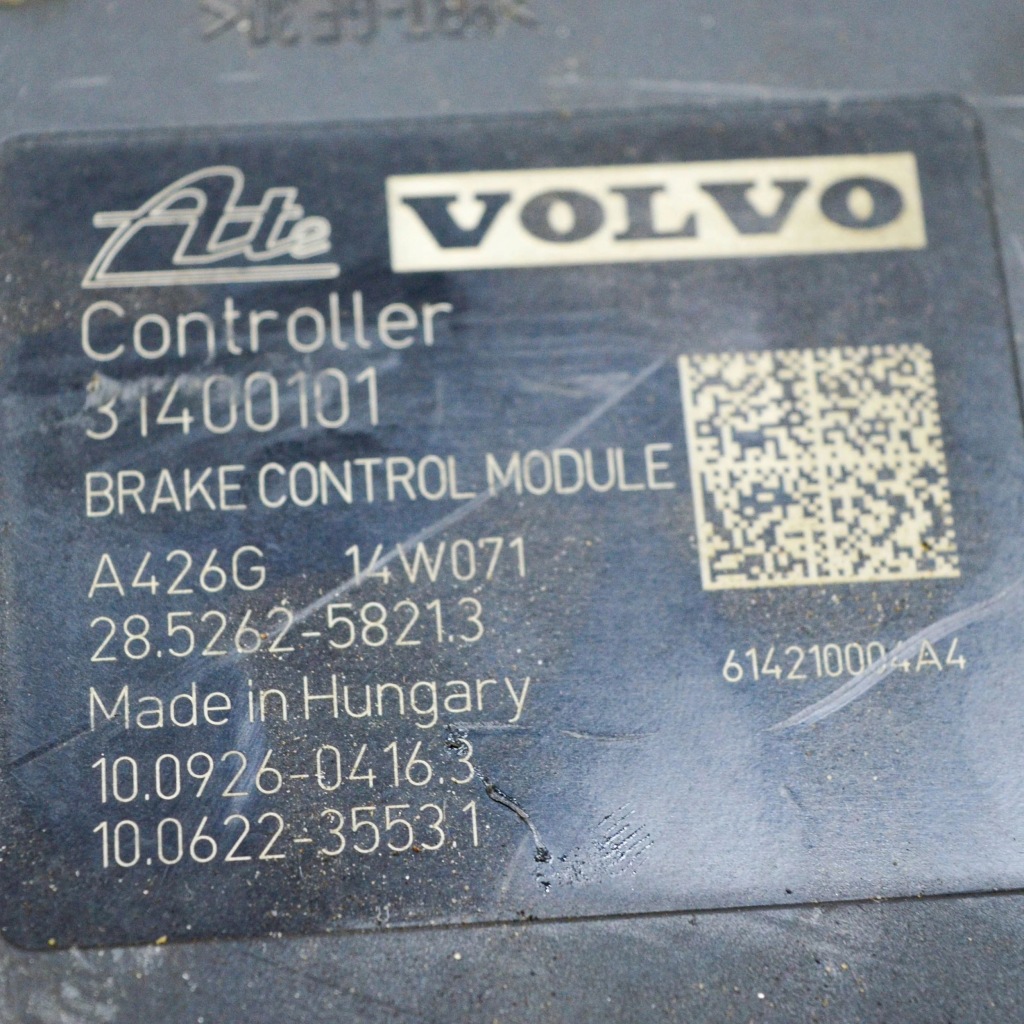 Ate VOLVO
Controller
31400101
BRAKE CONTROL MODULE
A426G 14W071
28.5262-5821.3
614210004A4
Made in Hungary
10.0926-0416.3
10.0622-3553.1